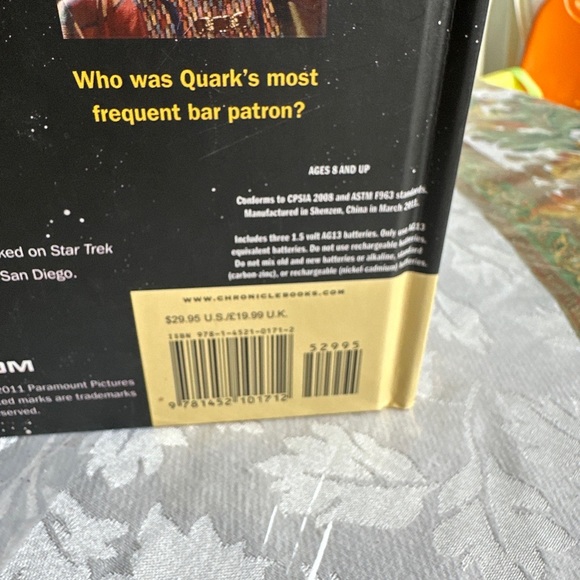 Who was Quark's most
frequent bar patron?
AGES 8 AND UP
Conforms to CPSIA 2008 and ASTM F963 standards.
Manufactured in Shenzen, China in March
Includes three 1.5 volt AG13 batteries. Only use AG13
equivalent batteries. Do not use rechargeable batteries.
Do not mix old and new batteries or alkaline, standard
(carbon-zinc), or rechargeable (nickel-cadmium) batteries.
ked on Star Trek
San Diego.
WWW.CHRONICLEBOOKS.COM
$29.95 U.S./£19.99 U.K.
ISBN 978-1-4521-0171-2
52995
9 781452 101712
UM
2011 Paramount Pictures
ed marks are trademarks
served.